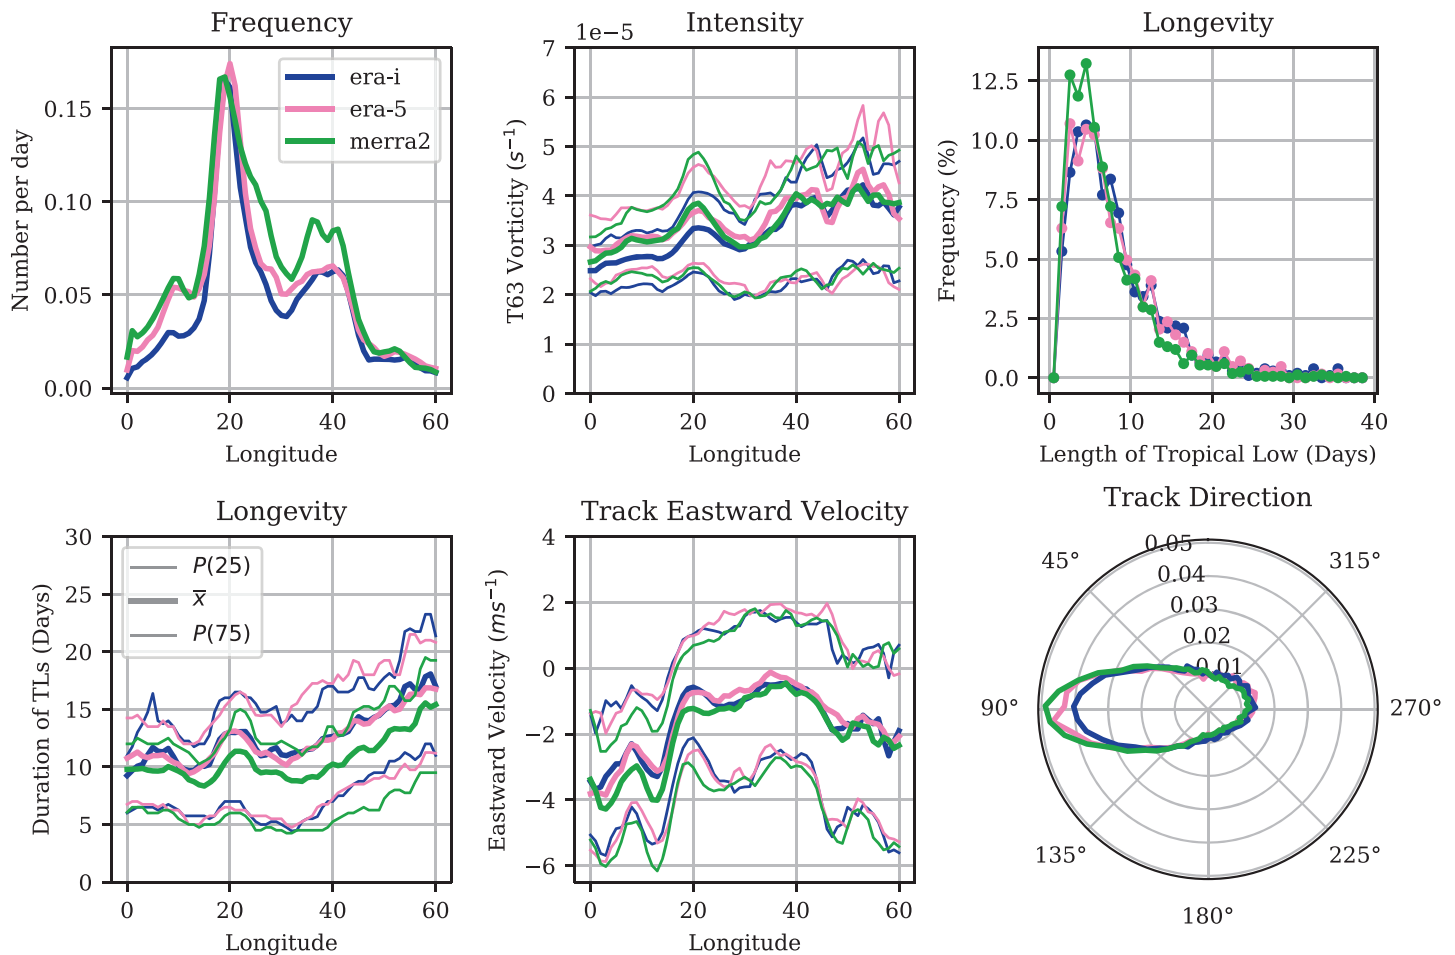 Frequency
Number per day
0.15
0.10
0.05
0.00
era-i
era-5
merra2
0 20 40 60
Longitude
Intensity
1e−5
T63 Vorticity (s⁻¹)
7
6
5
4
3
2
1
0
0 20 40 60
Longitude
Longevity
Frequency (%)
12.5
10.0
7.5
5.0
2.5
0.0
0 10 20 30 40
Length of Tropical Low (Days)
Longevity
Duration of TLs (Days)
30
25
20
15
10
5
0
P(25)
x̅
P(75)
0 20 40 60
Longitude
Track Eastward Velocity
Eastward Velocity (ms⁻¹)
4
2
0
−2
−4
−6
0 20 40 60
Longitude
Track Direction
0.05
0.04
0.03
0.02
0.01
45°
315°
90°
270°
135°
225°
180°